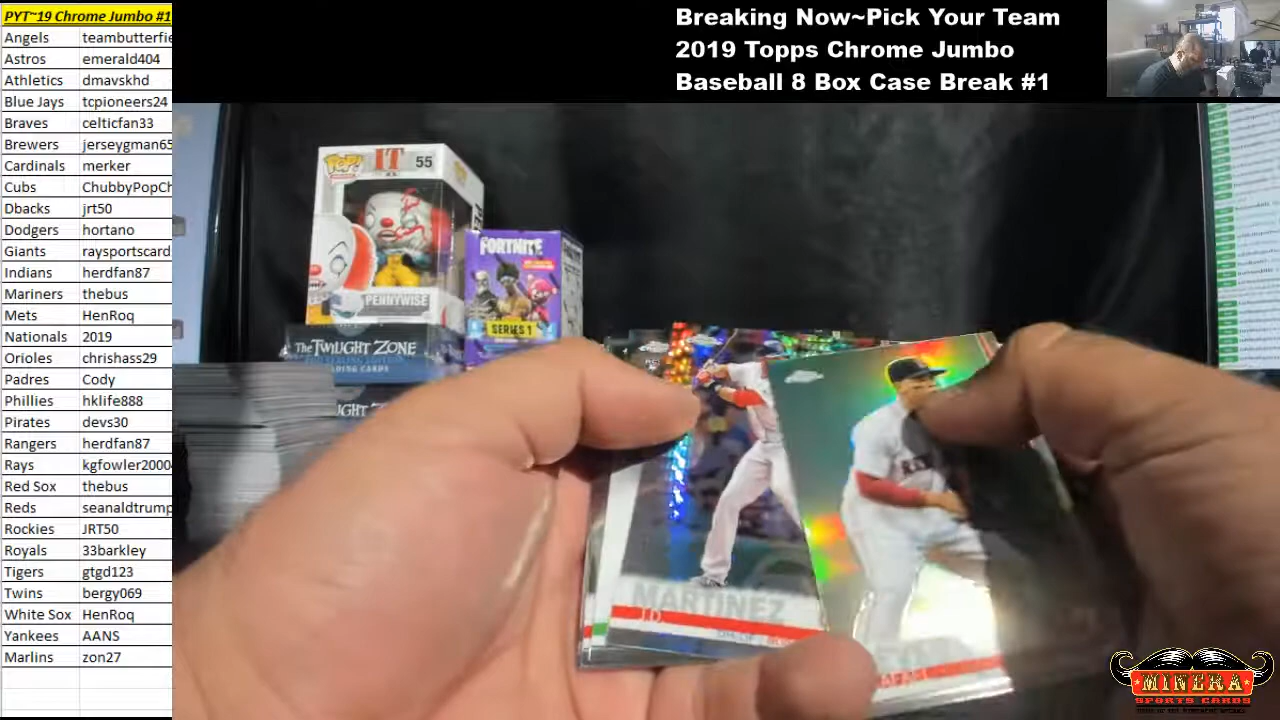 PYT~19 Chrome Jumbo #1
Angels teambutterfie
Astros emerald404
Athletics dmavskhd
Blue Jays tcpioneers24
Braves celticfan33
Brewers jerseygman65
Cardinals merker
Cubs ChubbyPopCh
Dbacks jrt50
Dodgers hortano
Giants raysportscard
Indians herdfan87
Mariners thebus
Mets HenRoq
Nationals 2019
Orioles chrishass29
Padres Cody
Phillies hklife888
Pirates devs30
Rangers herdfan87
Rays kgfowler2000
Red Sox thebus
Reds seanaldtrump
Rockies JRT50
Royals 33barkley
Tigers gtgd123
Twins bergy069
White Sox HenRoq
Yankees AANS
Marlins zon27
Breaking Now~Pick Your Team
2019 Topps Chrome Jumbo
Baseball 8 Box Case Break #1
POP!
IT
55
PENNYWISE
FORTNITE
SERIES 1
The TWILIGHT ZONE
MARTINEZ
J.D.
MINERA
SPORTS CARDS